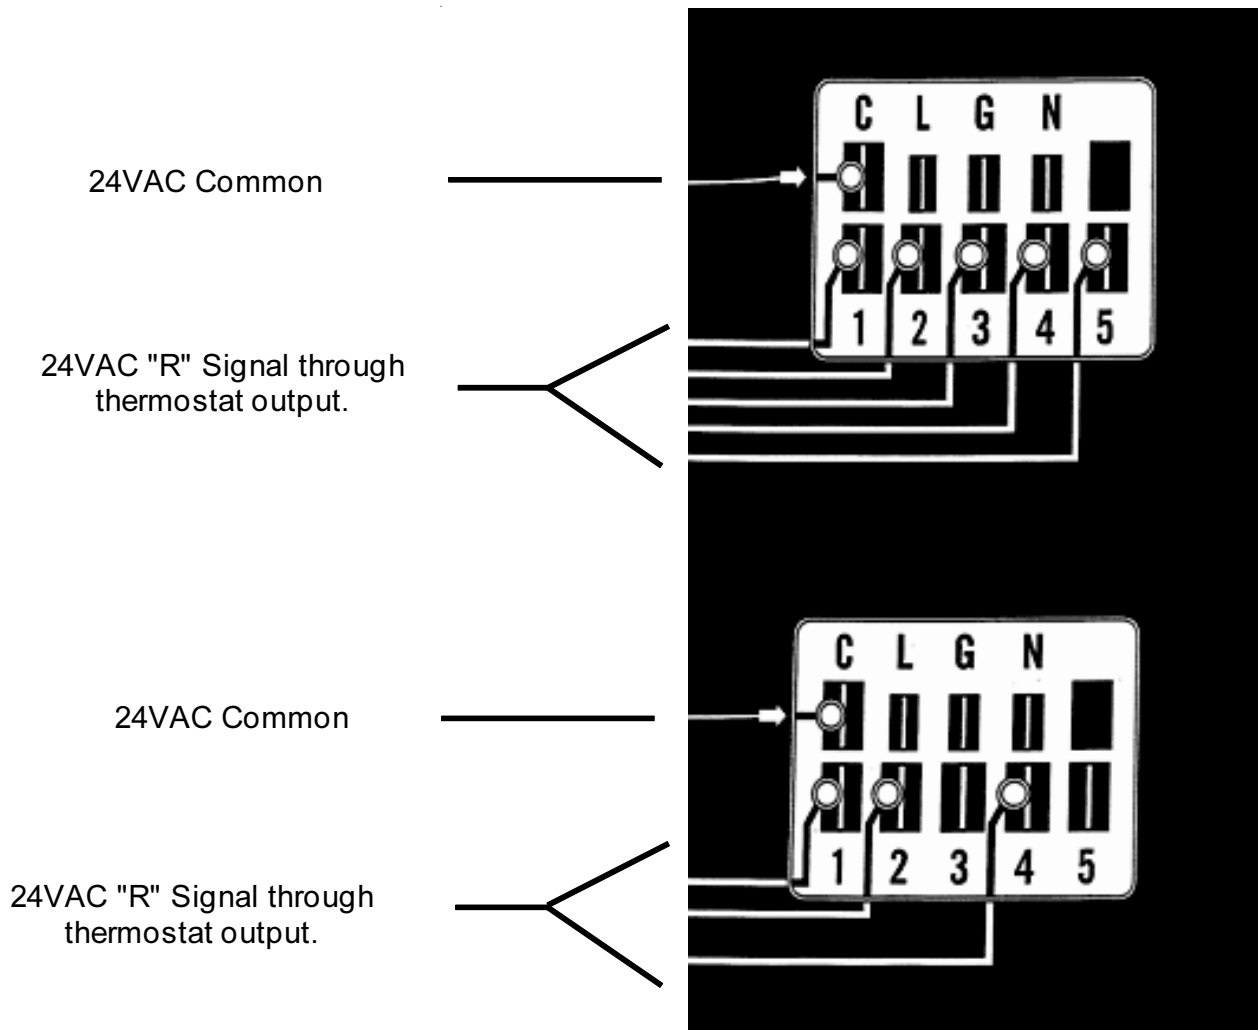 C L G N
24VAC Common
1 2 3 4 5
24VAC "R" Signal through
thermostat output.
C L G N
24VAC Common
1 2 3 4 5
24VAC "R" Signal through
thermostat output.